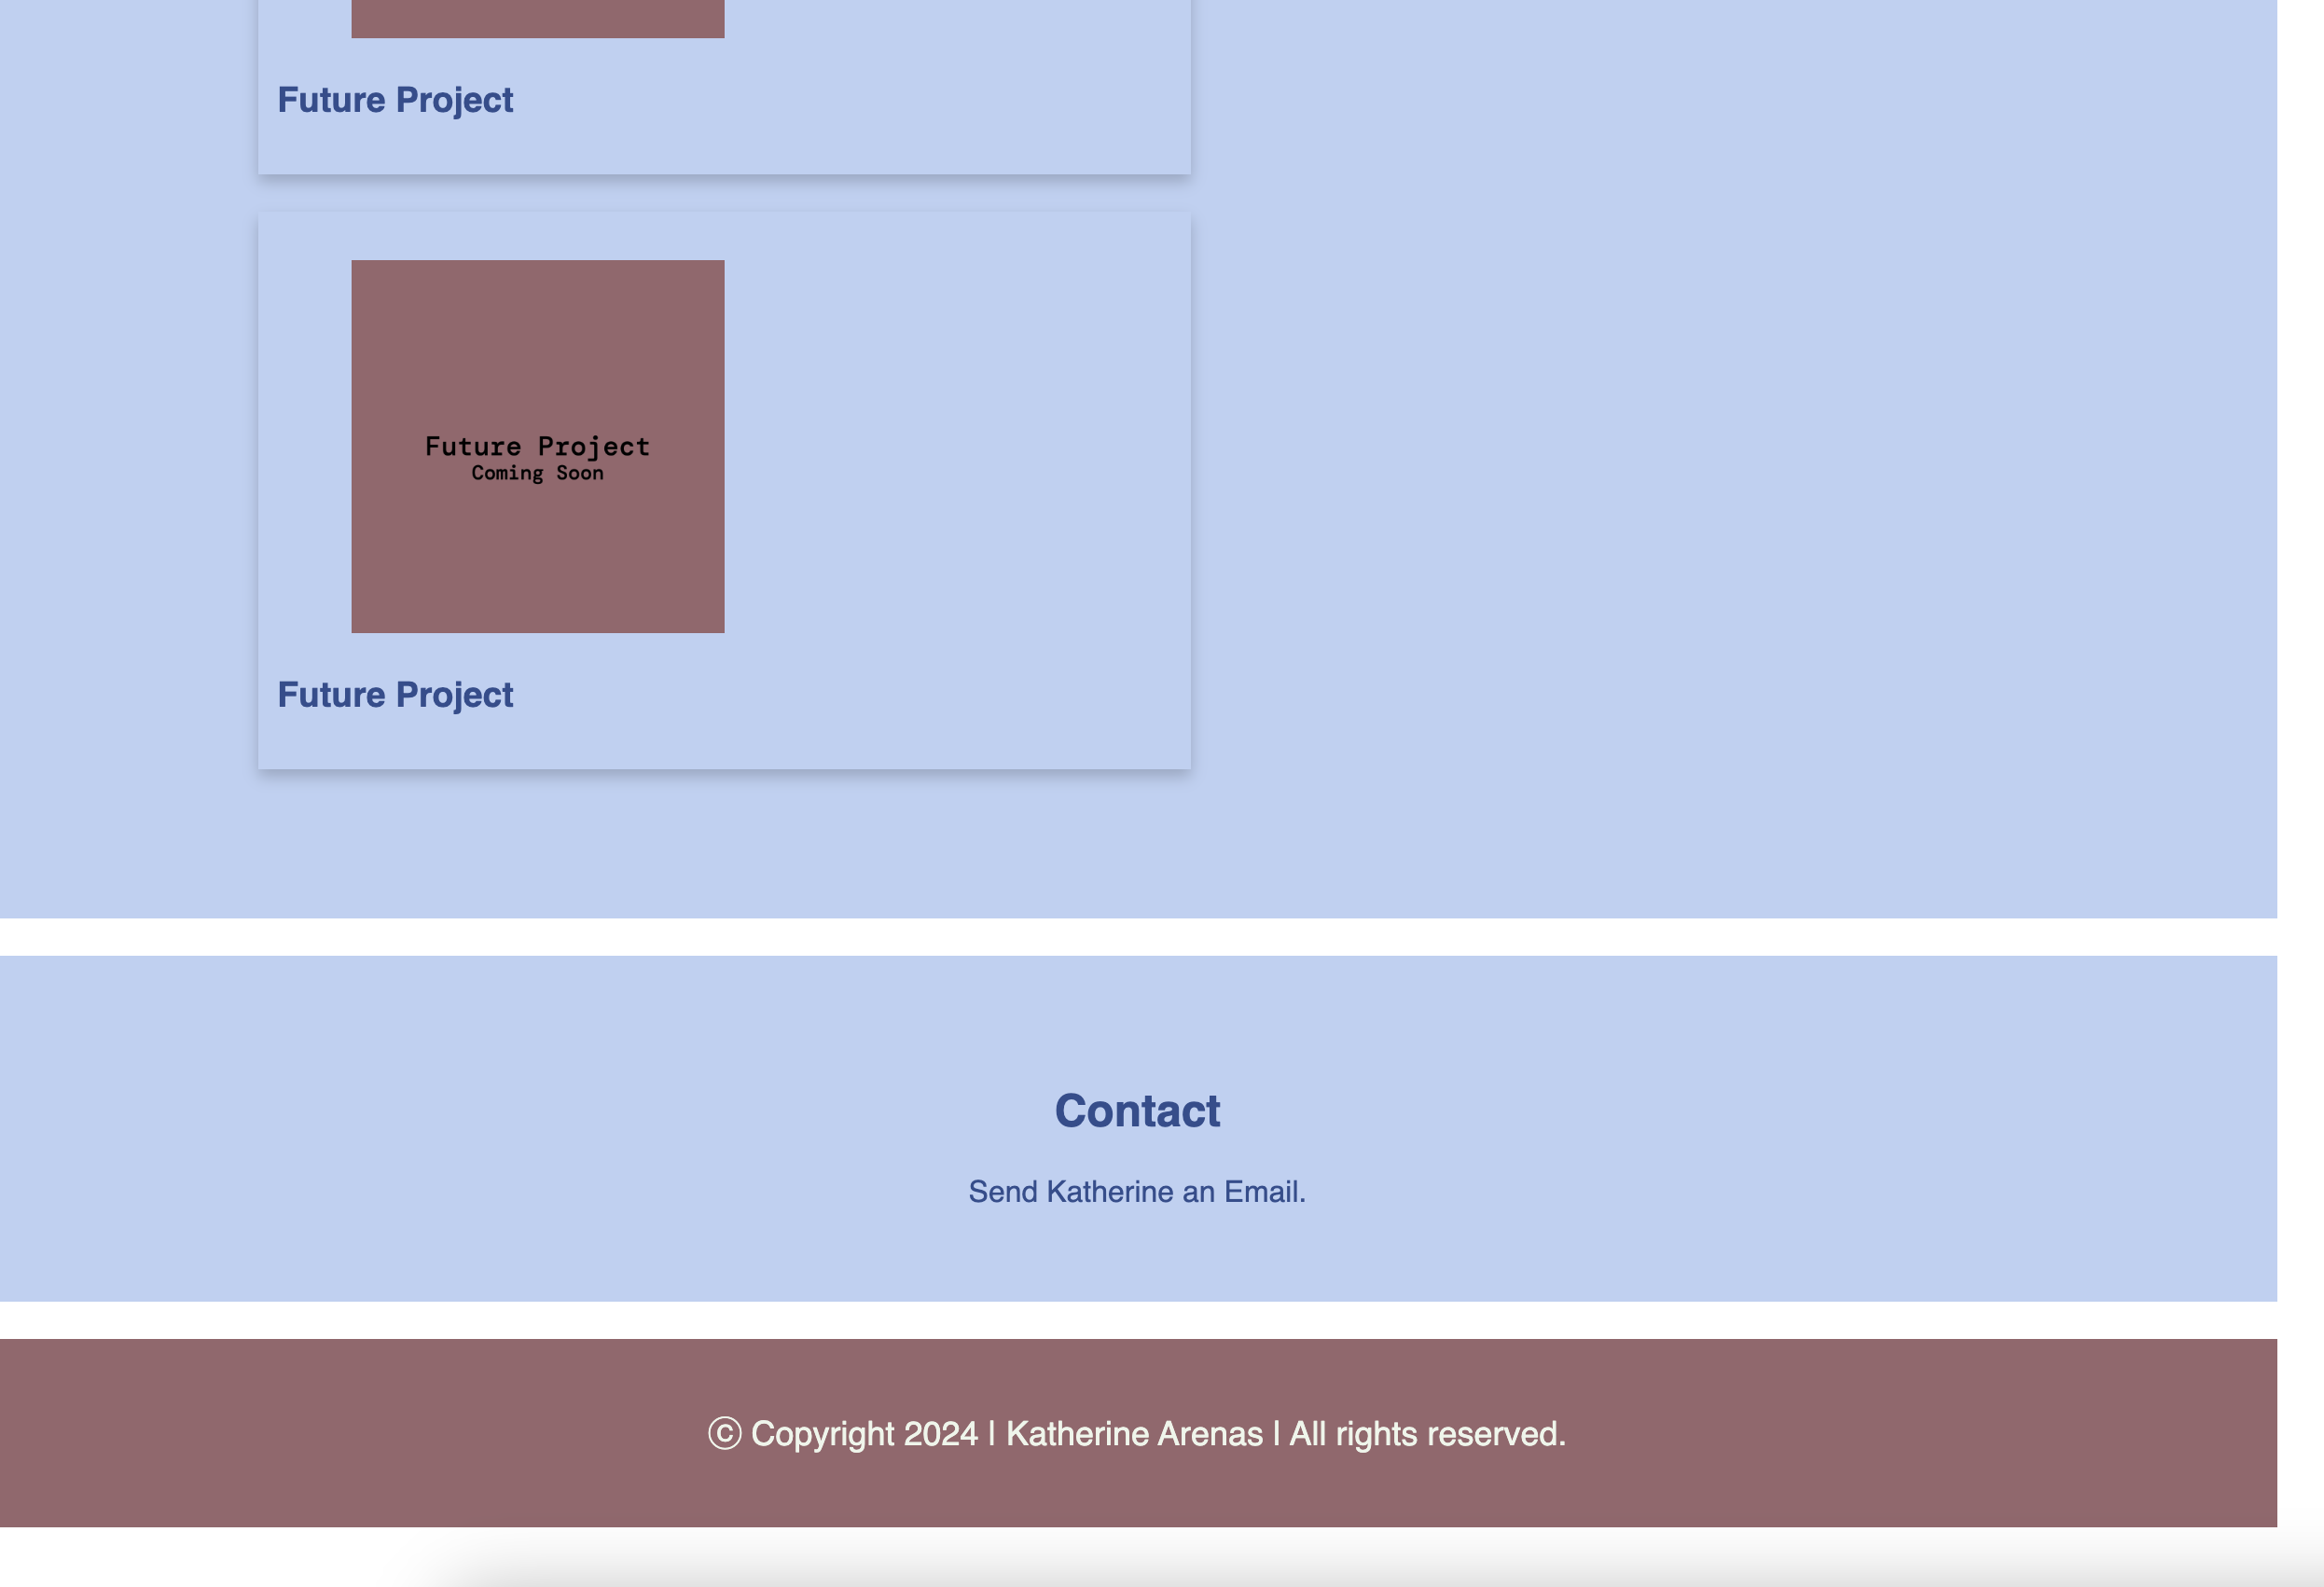 Future Project
Future Project
Coming Soon
Future Project
Contact
Send Katherine an Email.
© Copyright 2024 | Katherine Arenas | All rights reserved.